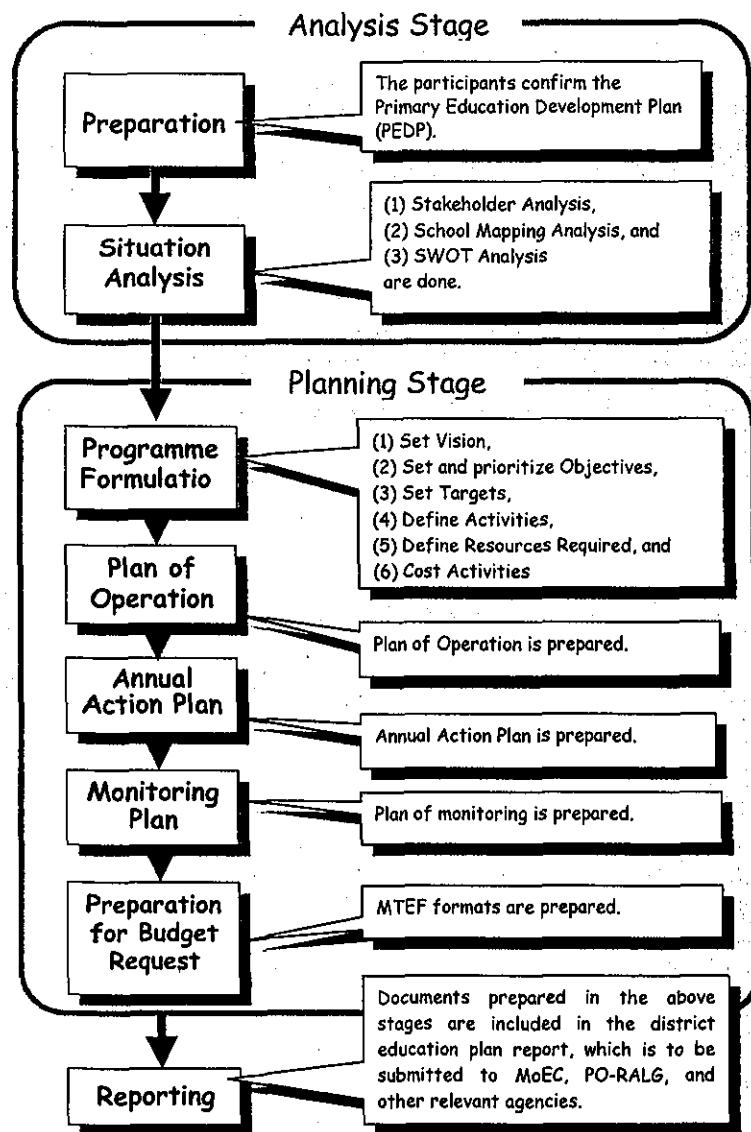 Analysis Stage
Preparation
The participants confirm the
Primary Education Development Plan
(PEDP).
Situation
Analysis
(1) Stakeholder Analysis,
(2) School Mapping Analysis, and
(3) SWOT Analysis
are done.
Planning Stage
Programme
Formulatio
(1) Set Vision,
(2) Set and prioritize Objectives,
(3) Set Targets,
(4) Define Activities,
(5) Define Resources Required, and
(6) Cost Activities
Plan of
Operation
Plan of Operation is prepared.
Annual
Action Plan
Annual Action Plan is prepared.
Monitoring
Plan
Plan of monitoring is prepared.
Preparation
for Budget
Request
MTEF formats are prepared.
Reporting
Documents prepared in the above
stages are included in the district
education plan report, which is to be
submitted to MoEC, PO-RALG, and
other relevant agencies.